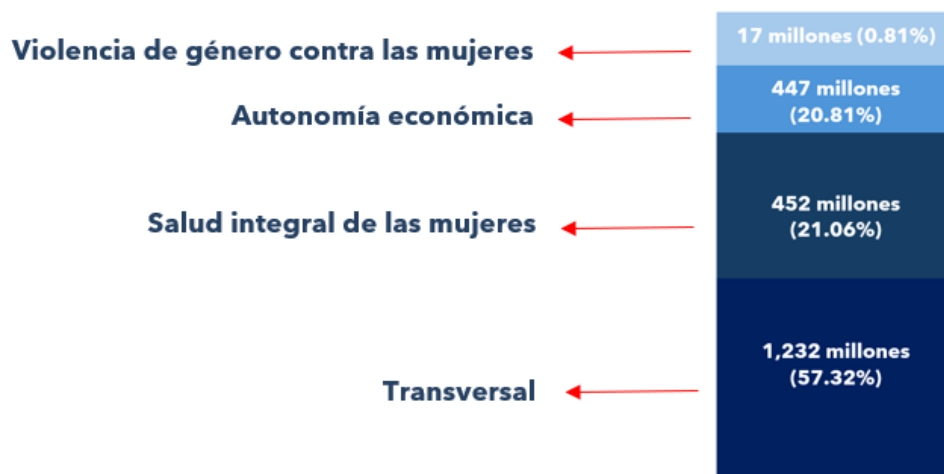 Violencia de género contra las mujeres
17 millones (0.81%)
Autonomía económica
447 millones
(20.81%)
Salud integral de las mujeres
452 millones
(21.06%)
Transversal
1,232 millones
(57.32%)